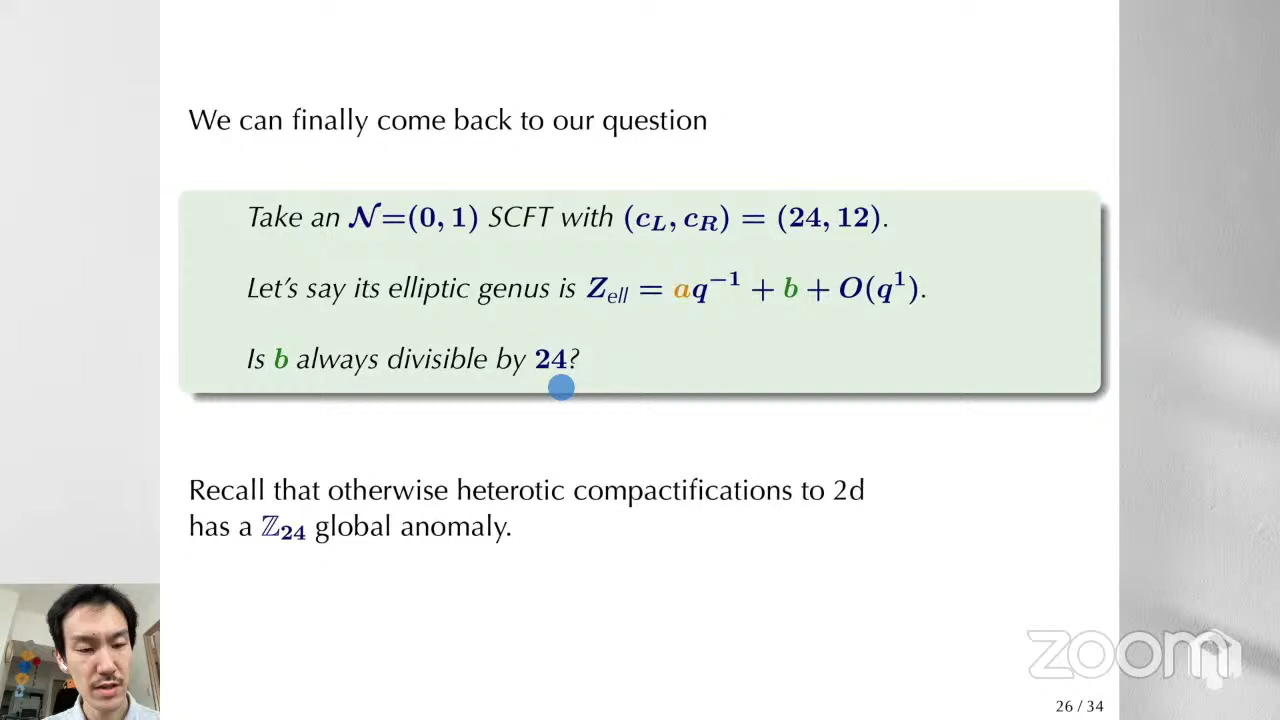 We can finally come back to our question
Take an 𝒩=(0, 1) SCFT with (c_L, c_R) = (24, 12).
Let's say its elliptic genus is Z_ell = aq^{−1} + b + O(q^1).
Is b always divisible by 24?
Recall that otherwise heterotic compactifications to 2d
has a ℤ_24 global anomaly.
zoom
26 / 34